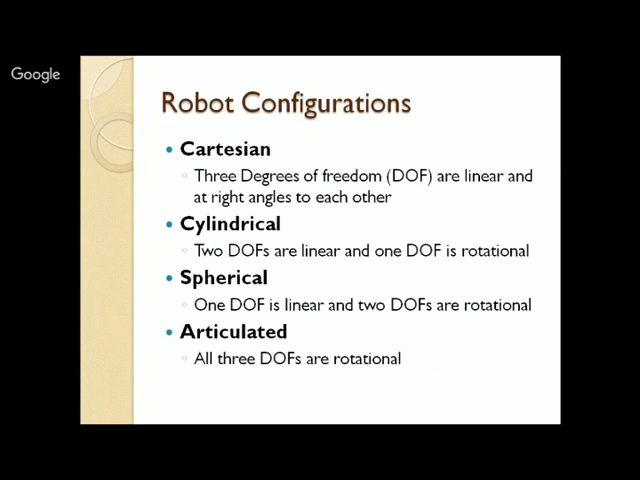 Google
Robot Configurations
• Cartesian
◦ Three Degrees of freedom (DOF) are linear and
at right angles to each other
• Cylindrical
◦ Two DOFs are linear and one DOF is rotational
• Spherical
◦ One DOF is linear and two DOFs are rotational
• Articulated
◦ All three DOFs are rotational